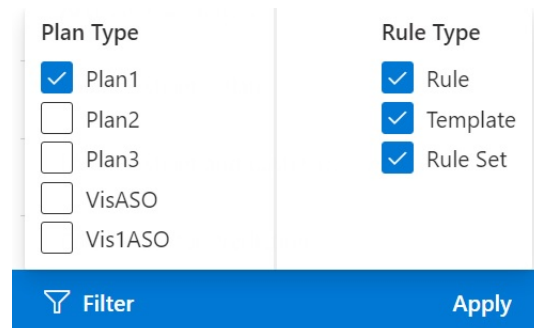 Plan Type
Plan1
Plan2
Plan3
VisASO
Vis1ASO
Rule Type
Rule
Template
Rule Set
Filter
Apply